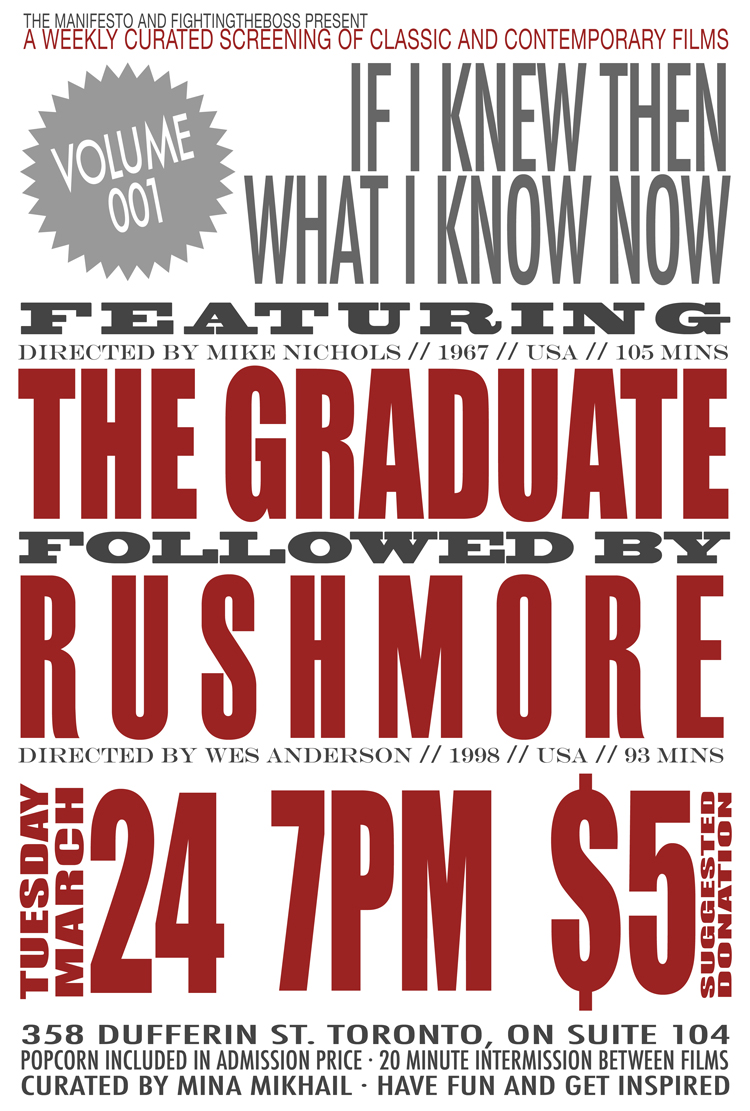 THE MANIFESTO AND FIGHTINGTHEBOSS PRESENT
A WEEKLY CURATED SCREENING OF CLASSIC AND CONTEMPORARY FILMS
VOLUME
001
IF I KNEW THEN
WHAT I KNOW NOW
FEATURING
DIRECTED BY MIKE NICHOLS // 1967 // USA // 105 MINS
THE GRADUATE
FOLLOWED BY
RUSHMORE
DIRECTED BY WES ANDERSON // 1998 // USA // 93 MINS
TUESDAY
MARCH
24 7PM $5
SUGGESTED
DONATION
358 DUFFERIN ST. TORONTO, ON SUITE 104
POPCORN INCLUDED IN ADMISSION PRICE · 20 MINUTE INTERMISSION BETWEEN FILMS
CURATED BY MINA MIKHAIL · HAVE FUN AND GET INSPIRED